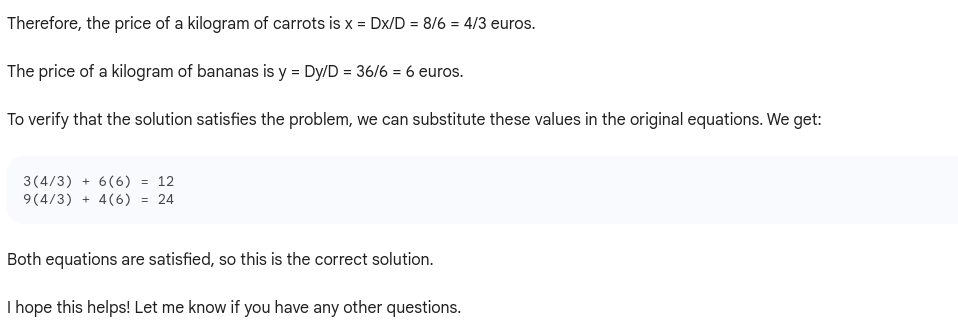 Therefore, the price of a kilogram of carrots is x = Dx/D = 8/6 = 4/3 euros.
The price of a kilogram of bananas is y = Dy/D = 36/6 = 6 euros.
To verify that the solution satisfies the problem, we can substitute these values in the original equations. We get:
3(4/3) + 6(6) = 12
9(4/3) + 4(6) = 24
Both equations are satisfied, so this is the correct solution.
I hope this helps! Let me know if you have any other questions.